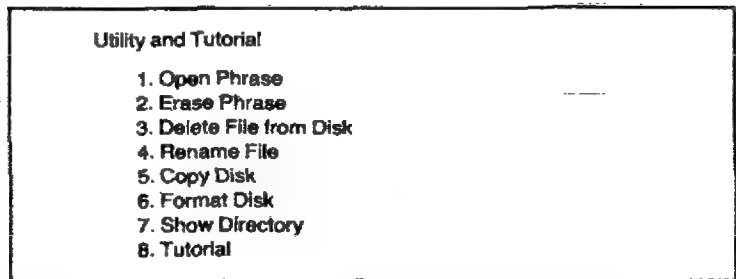 Utility and Tutorial
1. Open Phrase
2. Erase Phrase
3. Delete File from Disk
4. Rename File
5. Copy Disk
6. Format Disk
7. Show Directory
8. Tutorial